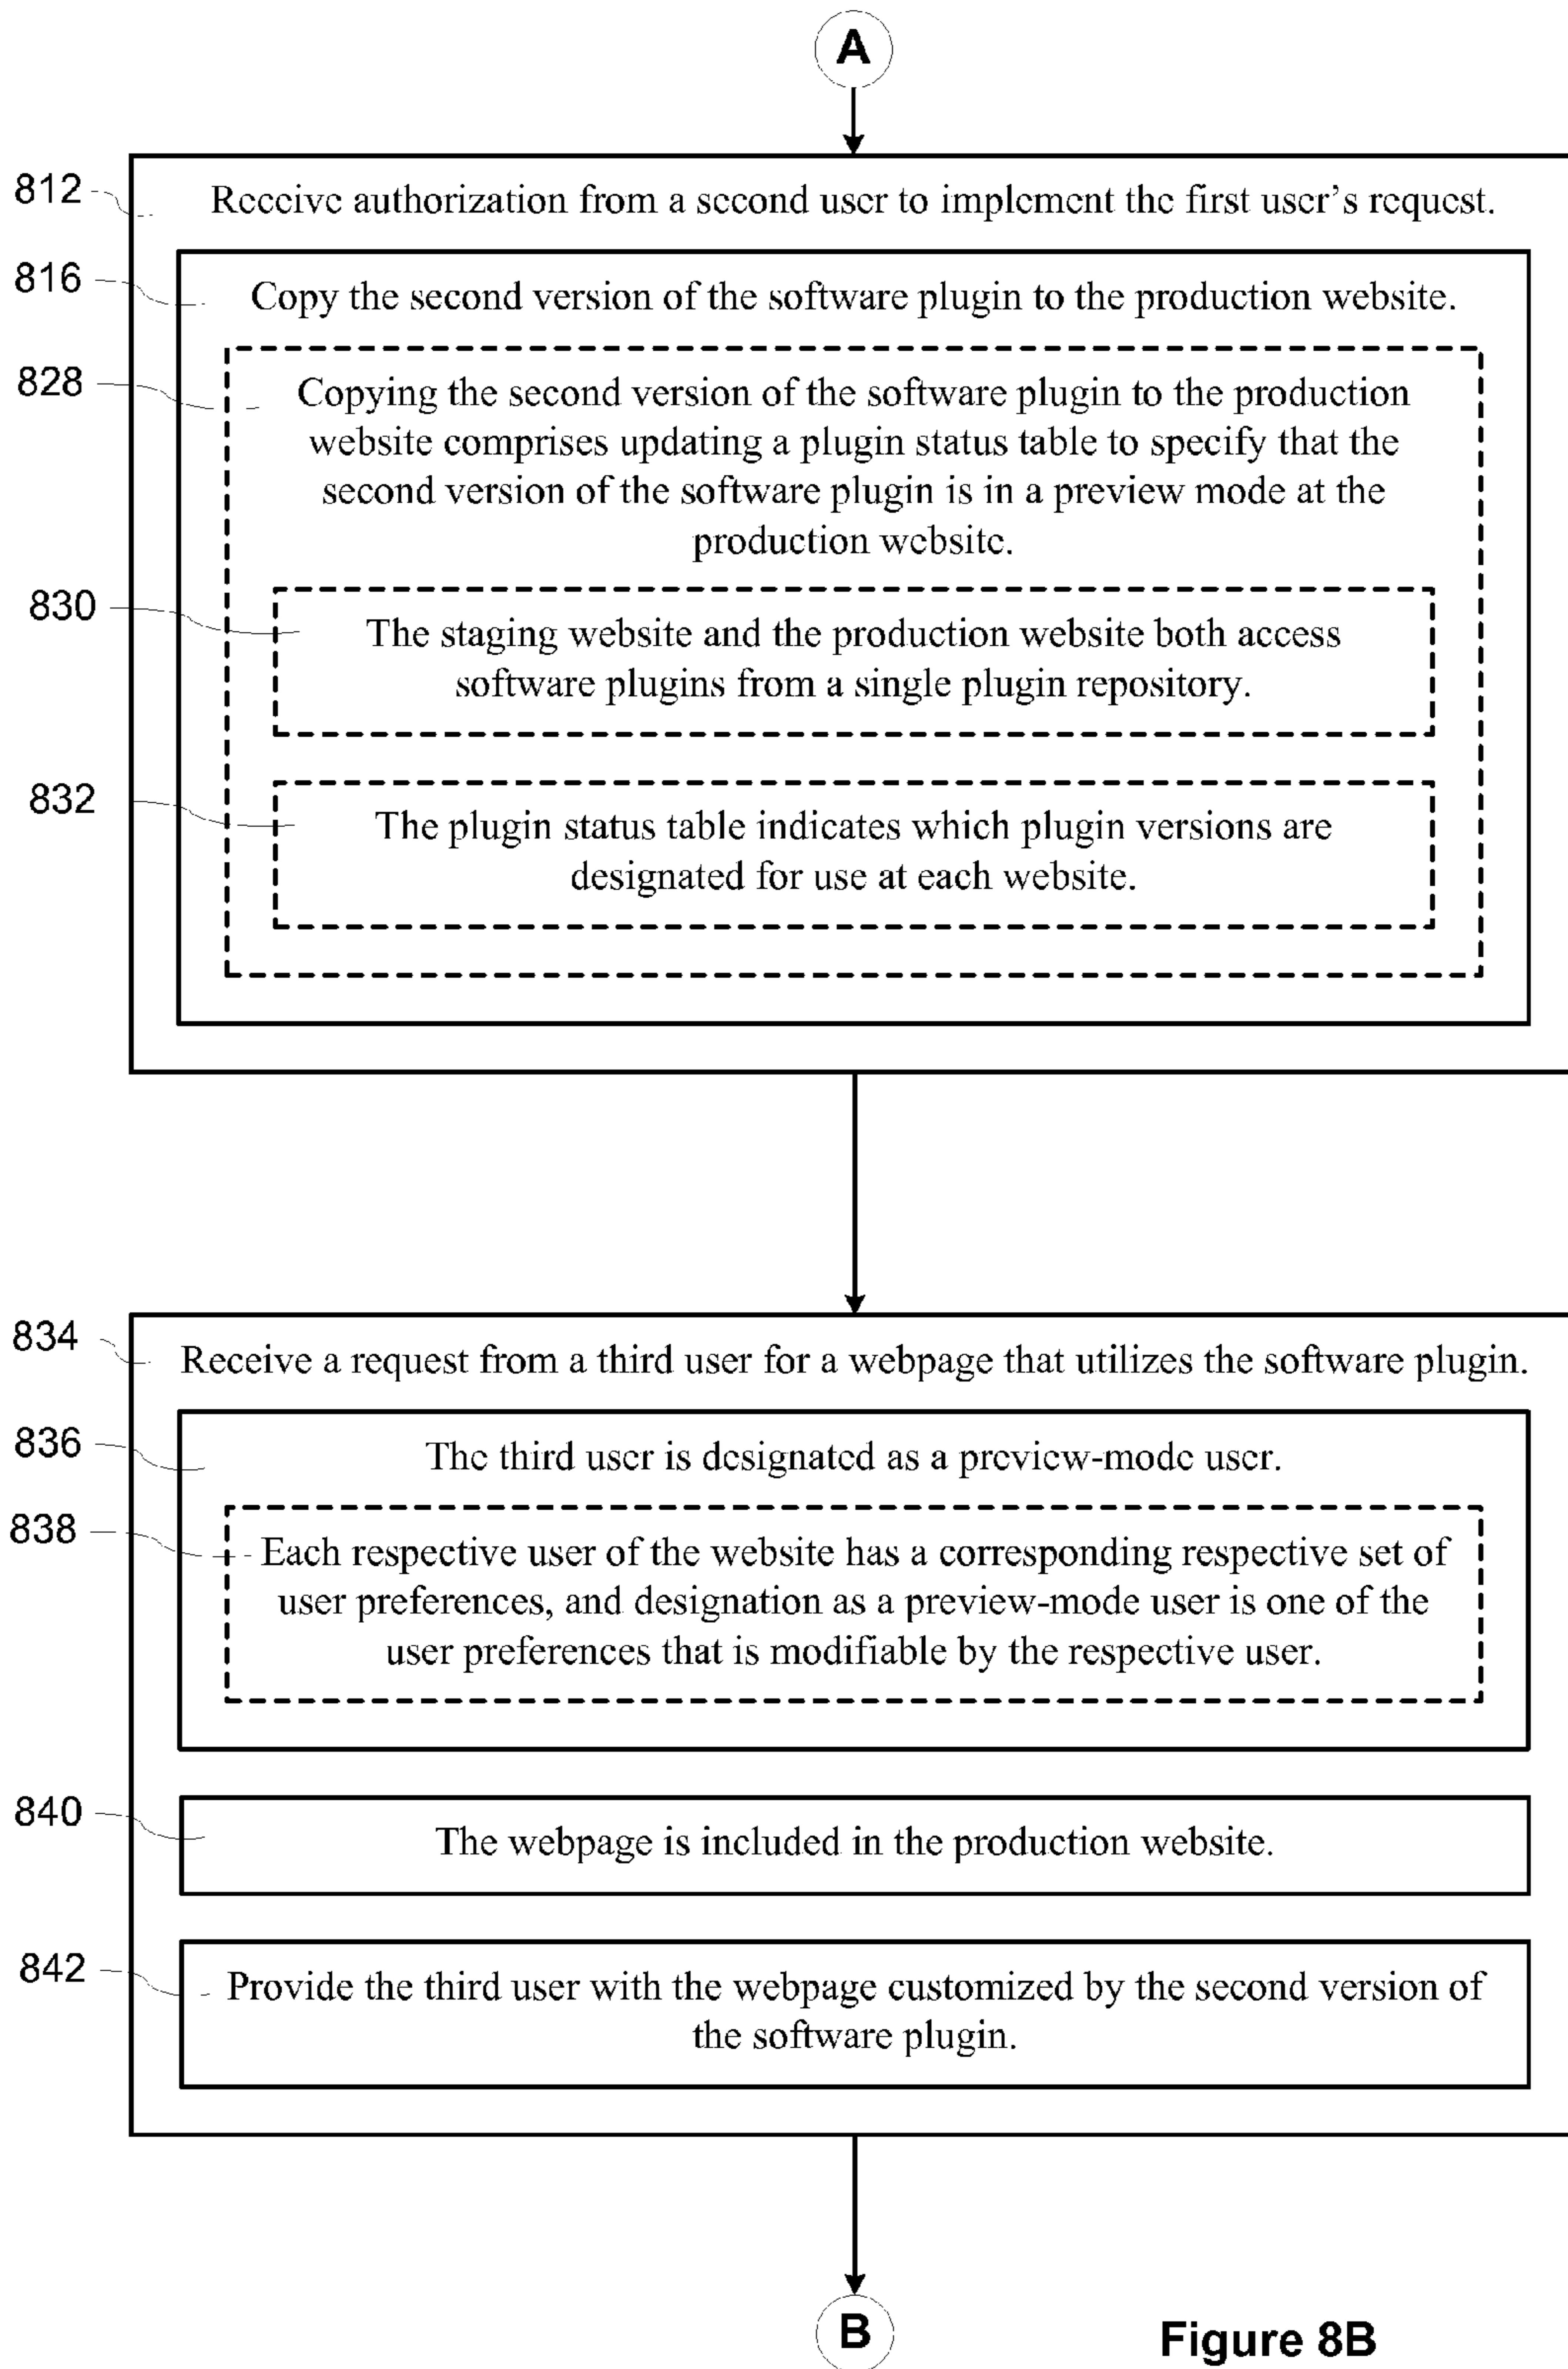 A
812
Receive authorization from a second user to implement the first user's request.
816
Copy the second version of the software plugin to the production website.
828
Copying the second version of the software plugin to the production
website comprises updating a plugin status table to specify that the
second version of the software plugin is in a preview mode at the
production website.
830
The staging website and the production website both access
software plugins from a single plugin repository.
832
The plugin status table indicates which plugin versions are
designated for use at each website.
834
Receive a request from a third user for a webpage that utilizes the software plugin.
836
The third user is designated as a preview-mode user.
838
Each respective user of the website has a corresponding respective set of
user preferences, and designation as a preview-mode user is one of the
user preferences that is modifiable by the respective user.
840
The webpage is included in the production website.
842
Provide the third user with the webpage customized by the second version of
the software plugin.
B
Figure 8B